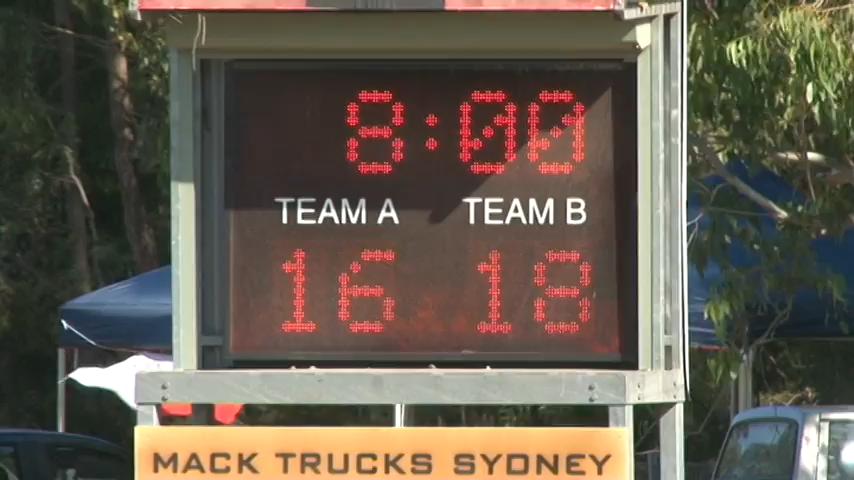 8:00
TEAM A TEAM B
16 18
MACK TRUCKS SYDNEY